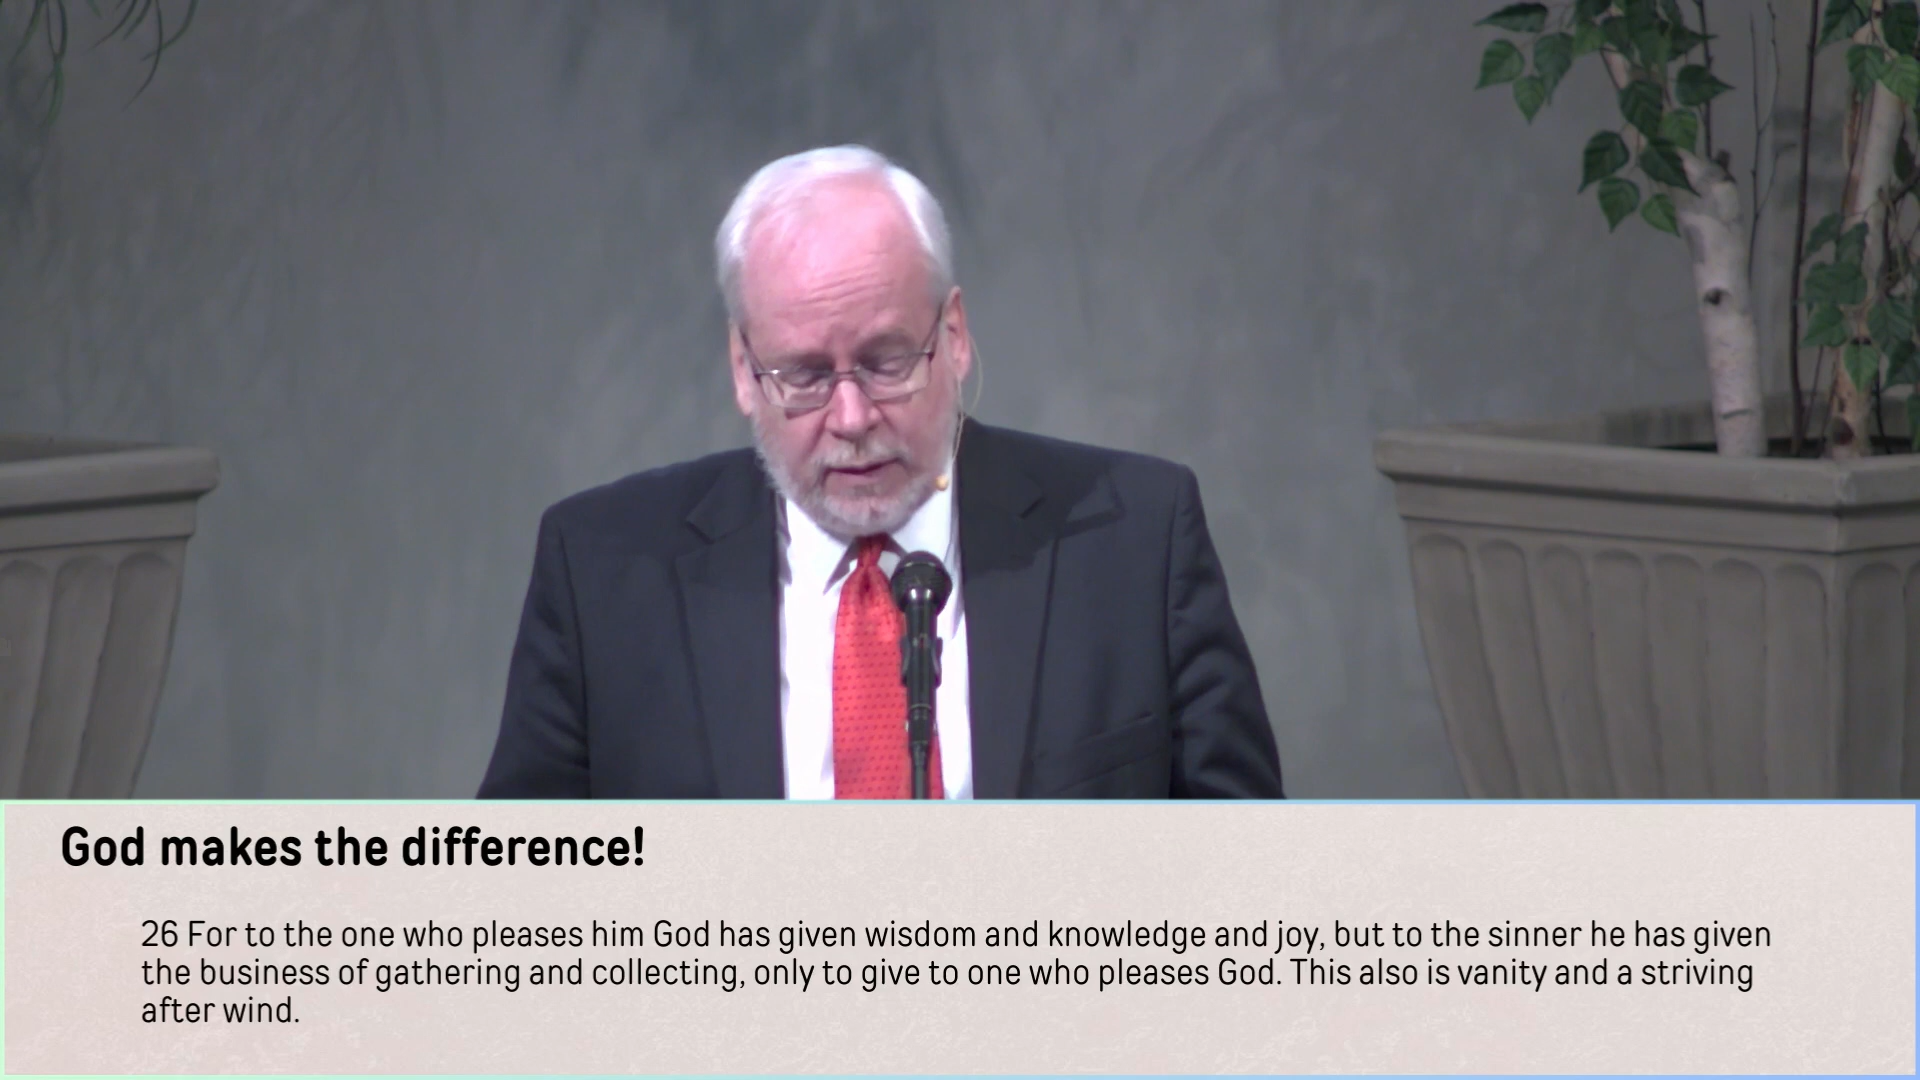 God makes the difference!
26 For to the one who pleases him God has given wisdom and knowledge and joy, but to the sinner he has given
the business of gathering and collecting, only to give to one who pleases God. This also is vanity and a striving
after wind.